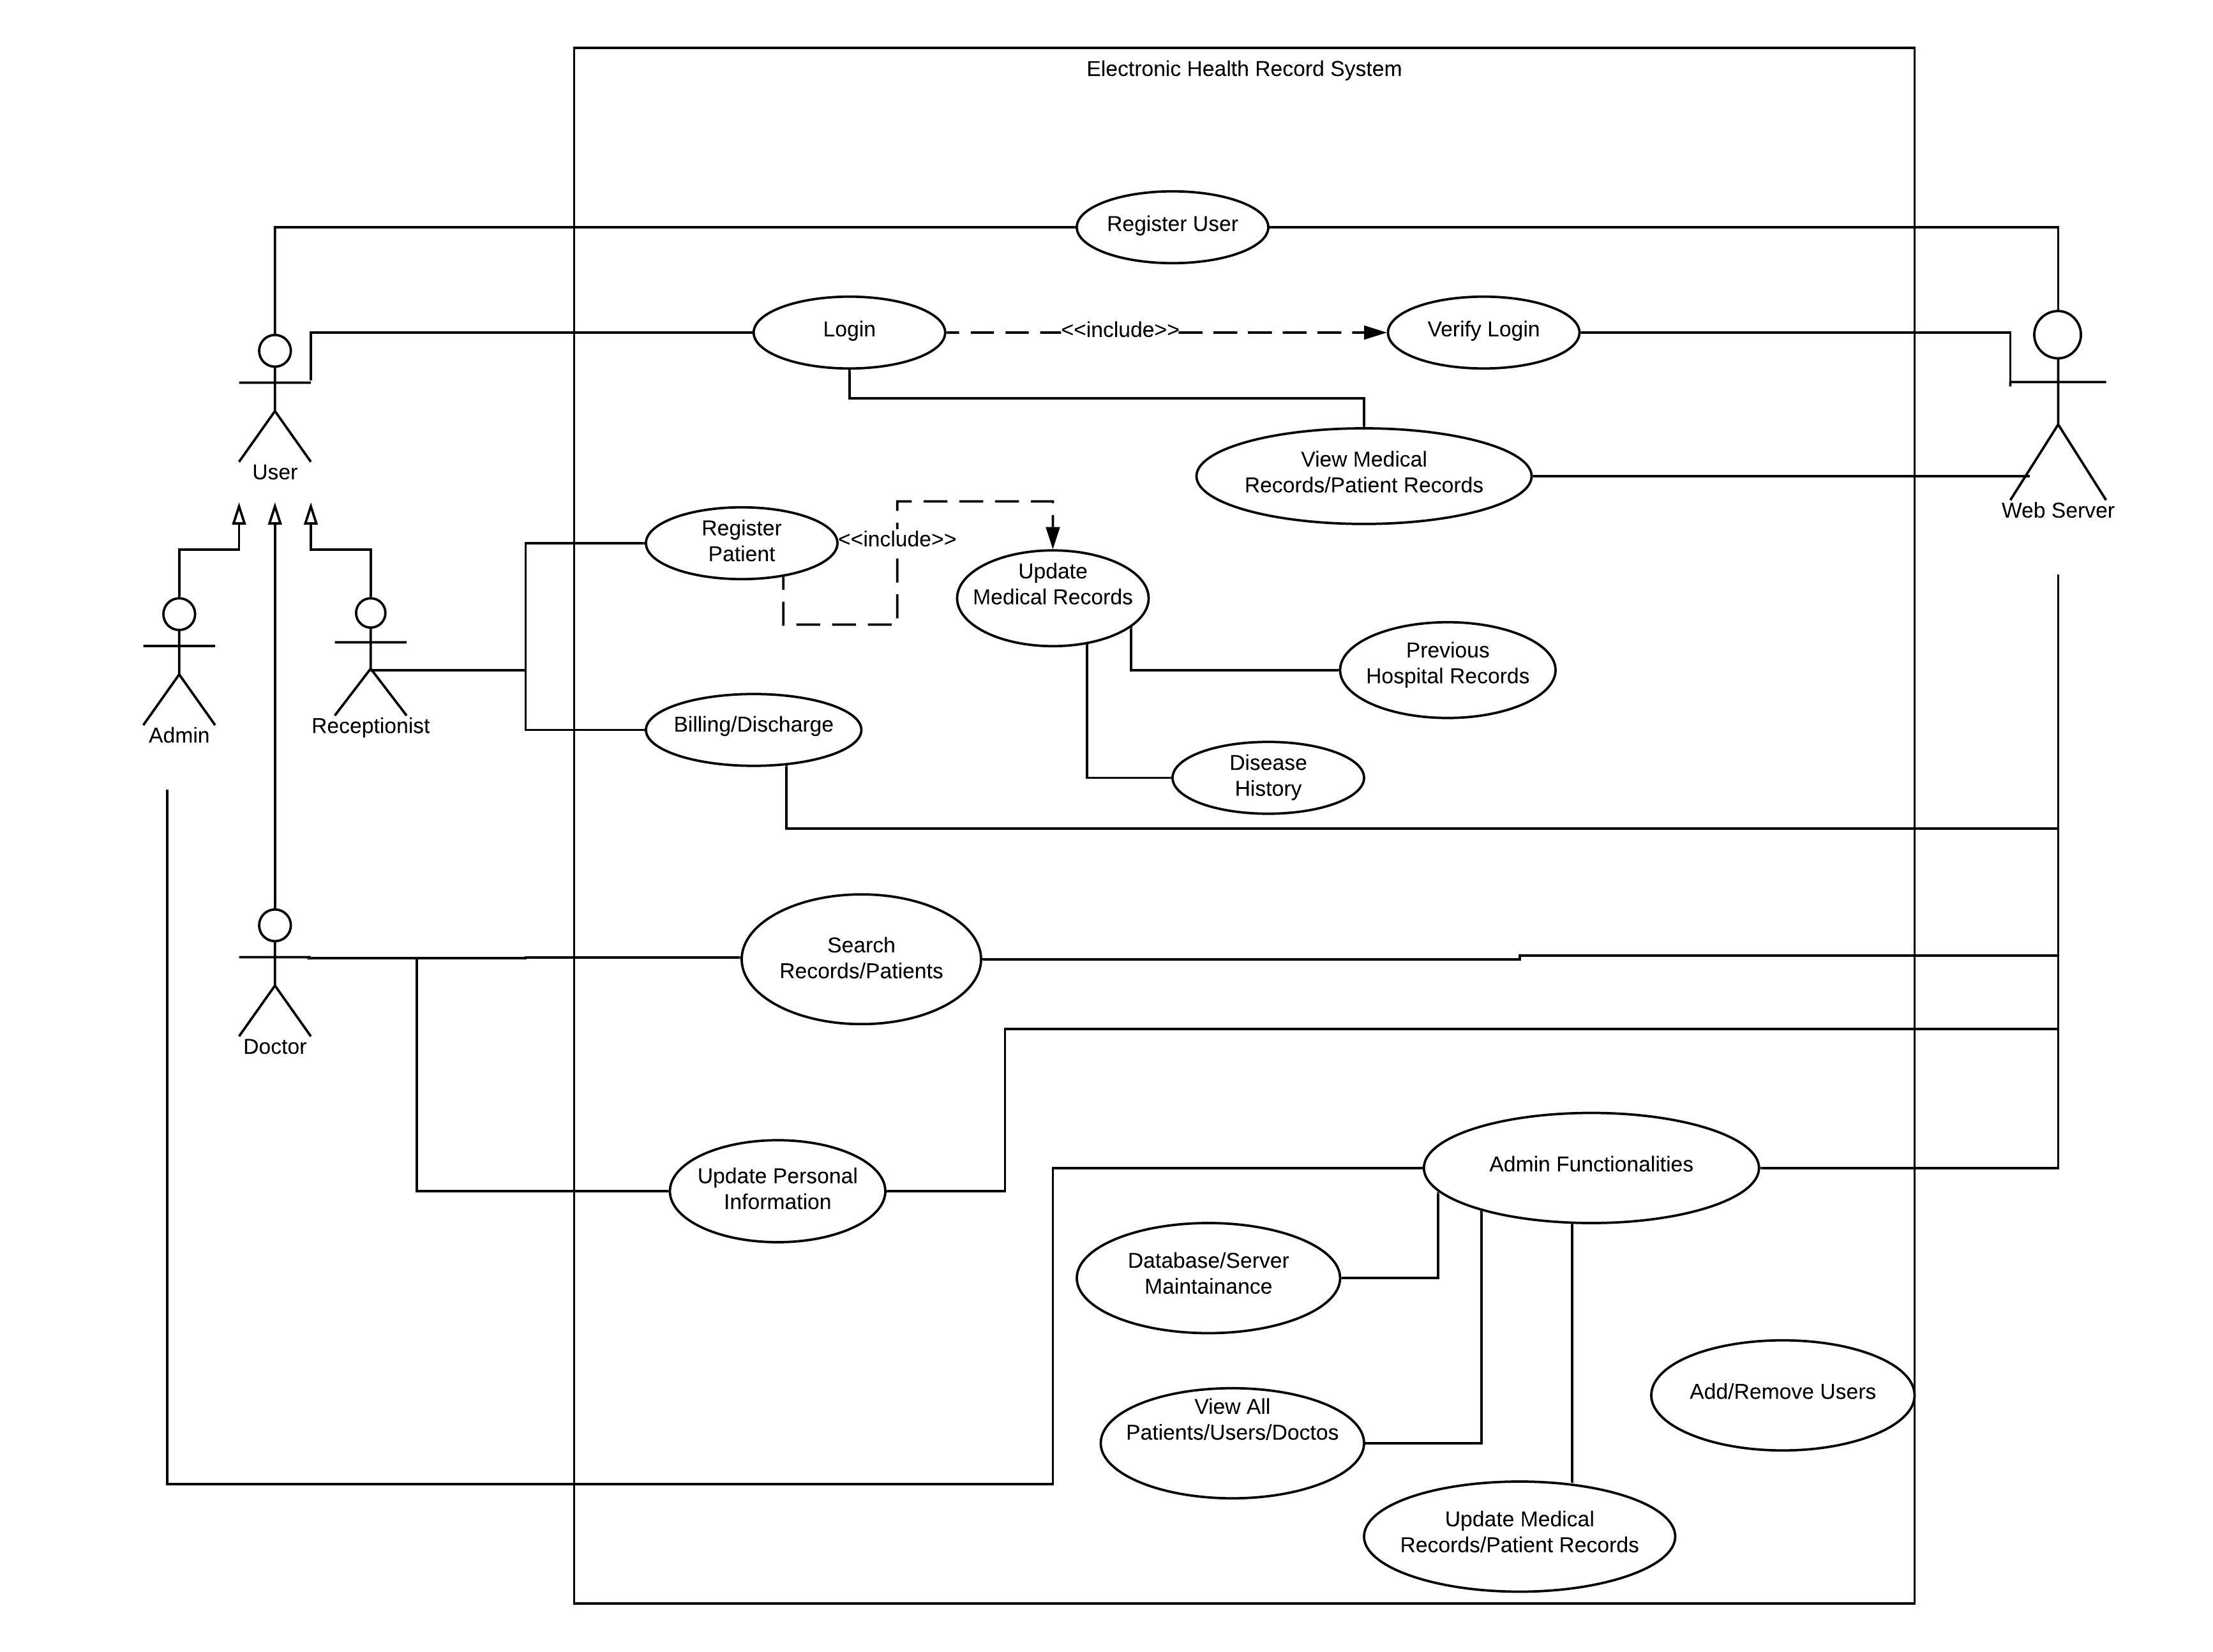 Electronic Health Record System
Register User
Login
<<include>>
Verify Login
User
View Medical
Records/Patient Records
Web Server
Register
Patient
<<include>>
Update
Medical Records
Previous
Hospital Records
Admin
Receptionist
Billing/Discharge
Disease
History
Search
Records/Patients
Doctor
Update Personal
Information
Admin Functionalities
Database/Server
Maintainance
Add/Remove Users
View All
Patients/Users/Doctos
Update Medical
Records/Patient Records